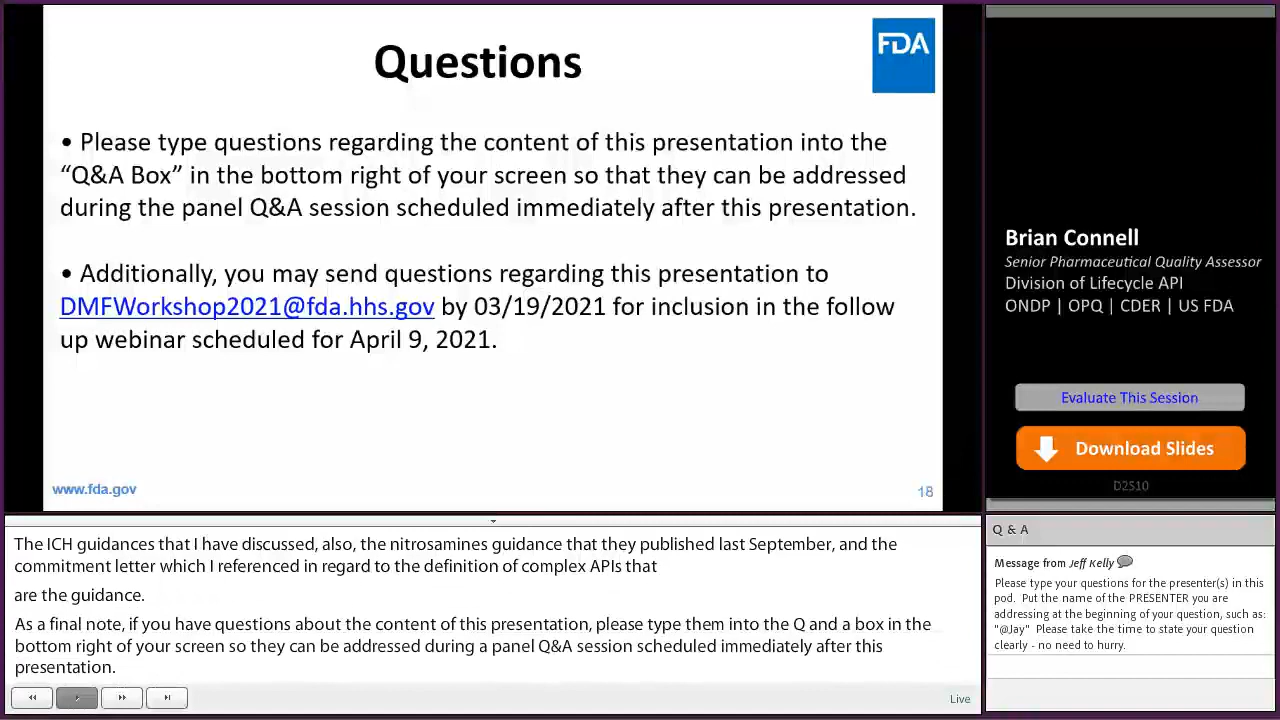 Questions
FDA
• Please type questions regarding the content of this presentation into the
“Q&A Box” in the bottom right of your screen so that they can be addressed
during the panel Q&A session scheduled immediately after this presentation.
• Additionally, you may send questions regarding this presentation to
DMFWorkshop2021@fda.hhs.gov by 03/19/2021 for inclusion in the follow
up webinar scheduled for April 9, 2021.
www.fda.gov
18
Brian Connell
Senior Pharmaceutical Quality Assessor
Division of Lifecycle API
ONDP | OPQ | CDER | US FDA
Evaluate This Session
Download Slides
D2S10
The ICH guidances that I have discussed, also, the nitrosamines guidance that they published last September, and the
commitment letter which I referenced in regard to the definition of complex APIs that
are the guidance.
As a final note, if you have questions about the content of this presentation, please type them into the Q and a box in the
bottom right of your screen so they can be addressed during a panel Q&A session scheduled immediately after this
presentation.
Live
Q & A
Message from Jeff Kelly
Please type your questions for the presenter(s) in this
pod. Put the name of the PRESENTER you are
addressing at the beginning of your question, such as:
"@Jay" Please take the time to state your question
clearly - no need to hurry.